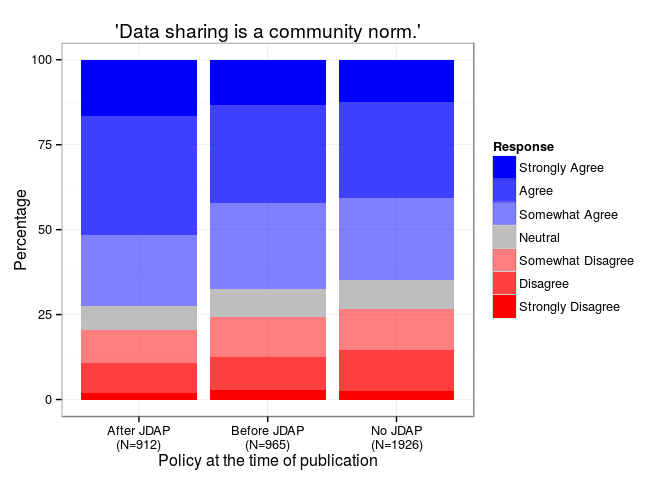 'Data sharing is a community norm.'
100
75
50
25
0
Percentage
After JDAP
(N=912)
Before JDAP
(N=965)
No JDAP
(N=1926)
Policy at the time of publication
Response
Strongly Agree
Agree
Somewhat Agree
Neutral
Somewhat Disagree
Disagree
Strongly Disagree